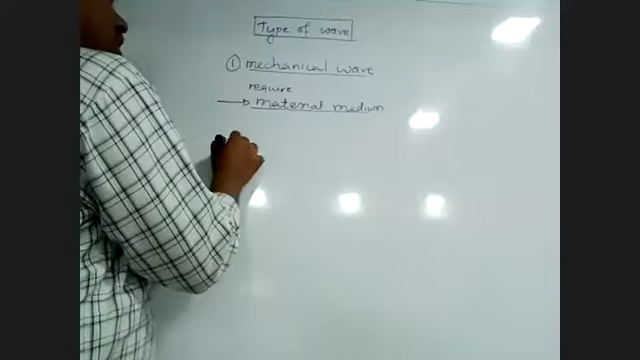 Type of wave
① mechanical wave
require
→ material medium